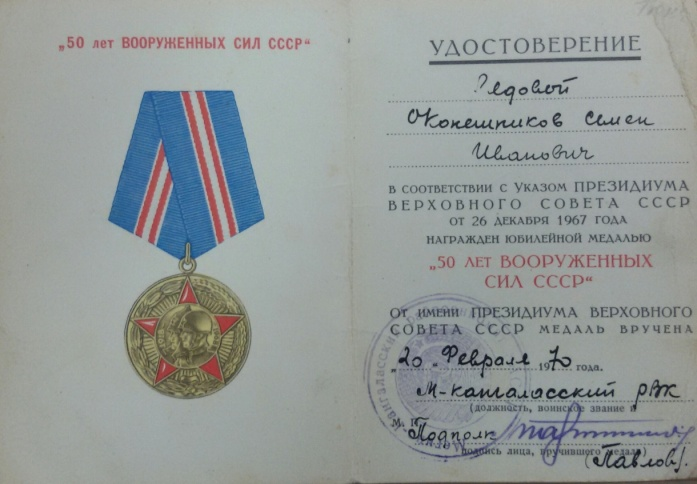 „50 лет ВООРУЖЕННЫХ СИЛ СССР“
УДОСТОВЕРЕНИЕ
Рядовой
Оконешников Семен
Иванович
В СООТВЕТСТВИИ С УКАЗОМ ПРЕЗИДИУМА
ВЕРХОВНОГО СОВЕТА СССР
ОТ 26 ДЕКАБРЯ 1967 ГОДА
НАГРАЖДЕН ЮБИЛЕЙНОЙ МЕДАЛЬЮ
„50 ЛЕТ ВООРУЖЕННЫХ
СИЛ СССР“
ОТ ИМЕНИ ПРЕЗИДИУМА ВЕРХОВНОГО
СОВЕТА СССР МЕДАЛЬ ВРУЧЕНА
„20 „ Февраля 1970 года.
М-кангаласский РВК
(должность, воинское звание и
М. П. Подполк
подпись лица, вручившего медаль)
(Павлов).